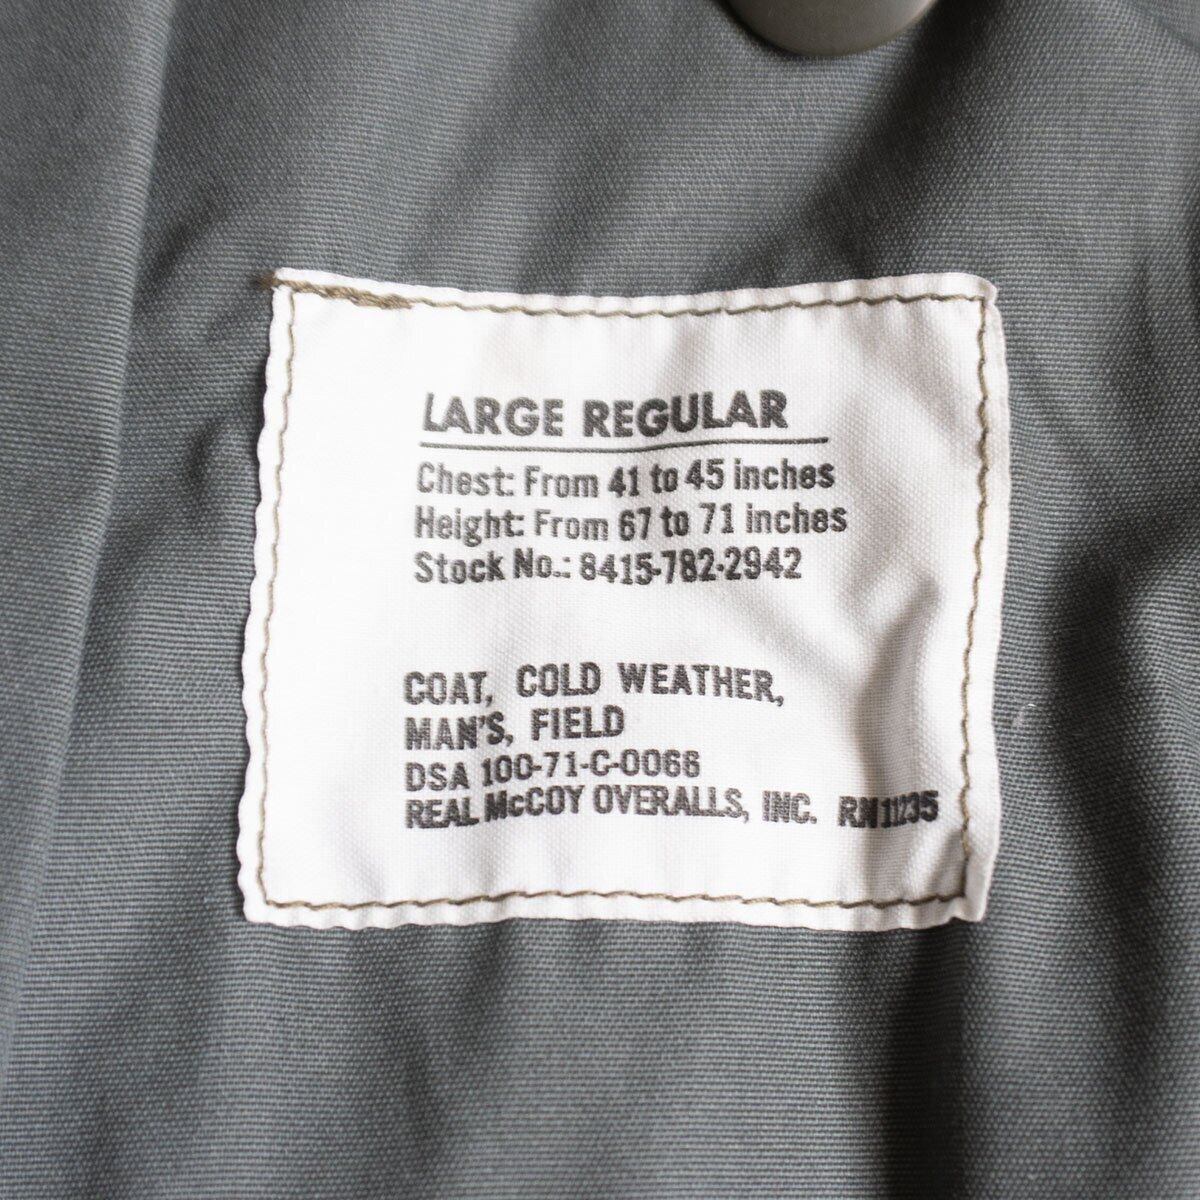 LARGE REGULAR
Chest: From 41 to 45 inches
Height: From 67 to 71 inches
Stock No.: 8415-782-2942
COAT, COLD WEATHER,
MAN'S, FIELD
DSA 100-71-C-0066
REAL McCOY OVERALLS, INC. RN11235